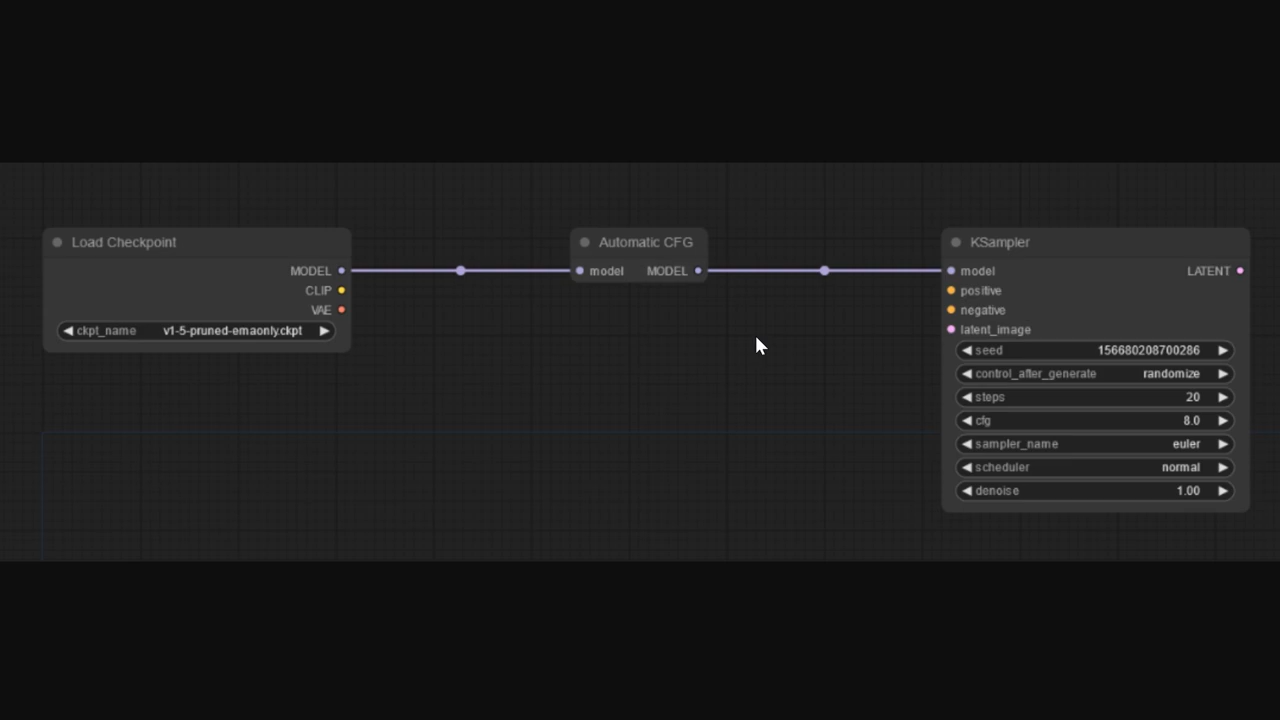 Load Checkpoint
MODEL
CLIP
VAE
ckpt_name v1-5-pruned-emaonly.ckpt
Automatic CFG
model MODEL
KSampler
model LATENT
positive
negative
latent_image
seed 156680208700286
control_after_generate randomize
steps 20
cfg 8.0
sampler_name euler
scheduler normal
denoise 1.00